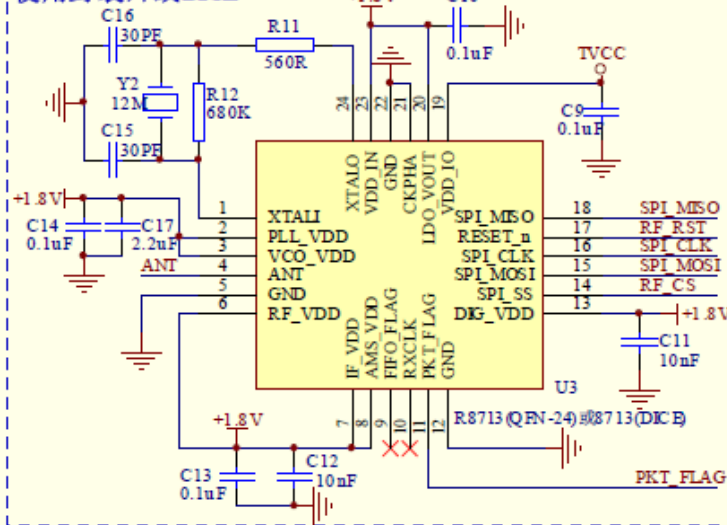 C16
30PF
R11
560R
0.1uF
TVCC
Y2
12M
R12
680K
C15
30PF
C9
0.1uF
24
23
22
21
20
19
XTALO
VDD_IN
GND
CKPHA
LDO_VOUT
VDD_IO
+1.8V
C14
0.1uF
C17
2.2uF
ANT
1 XTALI
2 PLL_VDD
3 VCO_VDD
4 ANT
5 GND
6 RF_VDD
SPI_MISO 18 SPI_MISO
RESET_n 17 RF_RST
SPI_CLK 16 SPI_CLK
SPI_MOSI 15 SPI_MOSI
SPI_SS 14 RF_CS
DIG_VDD 13
+1.8V
C11
10nF
IF_VDD
AMS_VDD
FIFO_FLAG
RXCLK
PKT_FLAG
GND
7
8
9
10
11
12
U3
R8713(QFN-24)或8713(DICE)
+1.8V
C13
0.1uF
C12
10nF
PKT_FLAG